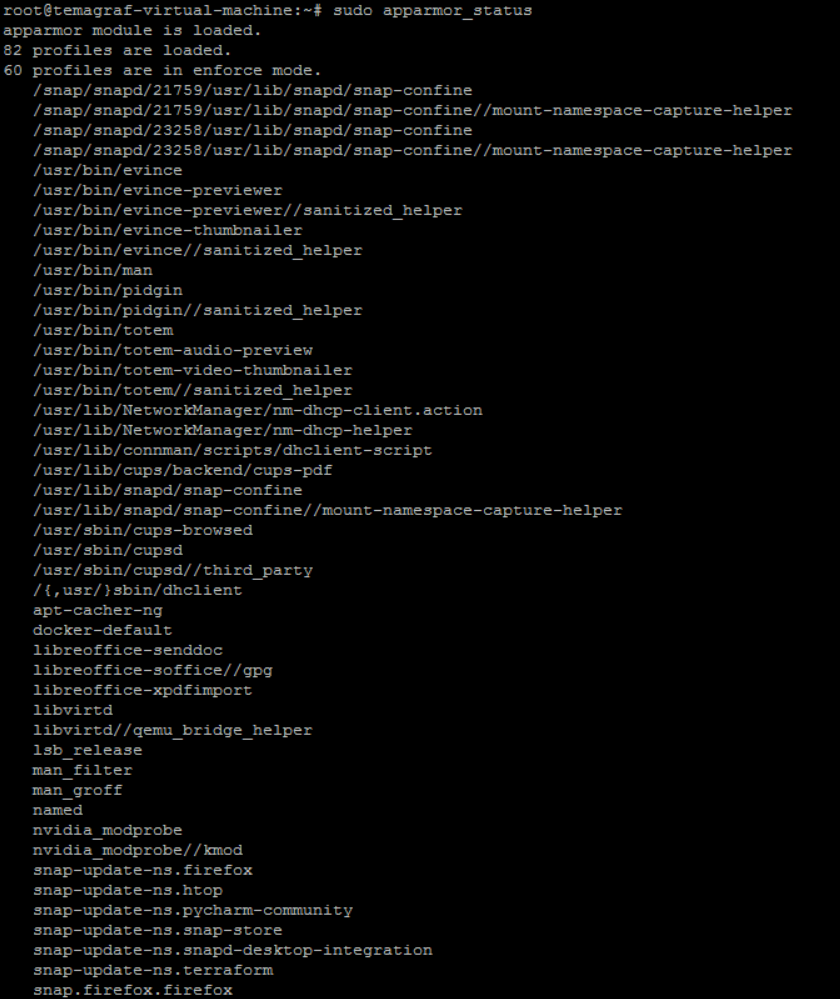 root@temagraf-virtual-machine:~# sudo apparmor_status
apparmor module is loaded.
82 profiles are loaded.
60 profiles are in enforce mode.
   /snap/snapd/21759/usr/lib/snapd/snap-confine
   /snap/snapd/21759/usr/lib/snapd/snap-confine//mount-namespace-capture-helper
   /snap/snapd/23258/usr/lib/snapd/snap-confine
   /snap/snapd/23258/usr/lib/snapd/snap-confine//mount-namespace-capture-helper
   /usr/bin/evince
   /usr/bin/evince-previewer
   /usr/bin/evince-previewer//sanitized_helper
   /usr/bin/evince-thumbnailer
   /usr/bin/evince//sanitized_helper
   /usr/bin/man
   /usr/bin/pidgin
   /usr/bin/pidgin//sanitized_helper
   /usr/bin/totem
   /usr/bin/totem-audio-preview
   /usr/bin/totem-video-thumbnailer
   /usr/bin/totem//sanitized_helper
   /usr/lib/NetworkManager/nm-dhcp-client.action
   /usr/lib/NetworkManager/nm-dhcp-helper
   /usr/lib/connman/scripts/dhclient-script
   /usr/lib/cups/backend/cups-pdf
   /usr/lib/snapd/snap-confine
   /usr/lib/snapd/snap-confine//mount-namespace-capture-helper
   /usr/sbin/cups-browsed
   /usr/sbin/cupsd
   /usr/sbin/cupsd//third_party
   /{,usr/}sbin/dhclient
   apt-cacher-ng
   docker-default
   libreoffice-senddoc
   libreoffice-soffice//gpg
   libreoffice-xpdfimport
   libvirtd
   libvirtd//qemu_bridge_helper
   lsb_release
   man_filter
   man_groff
   named
   nvidia_modprobe
   nvidia_modprobe//kmod
   snap-update-ns.firefox
   snap-update-ns.htop
   snap-update-ns.pycharm-community
   snap-update-ns.snap-store
   snap-update-ns.snapd-desktop-integration
   snap-update-ns.terraform
   snap.firefox.firefox